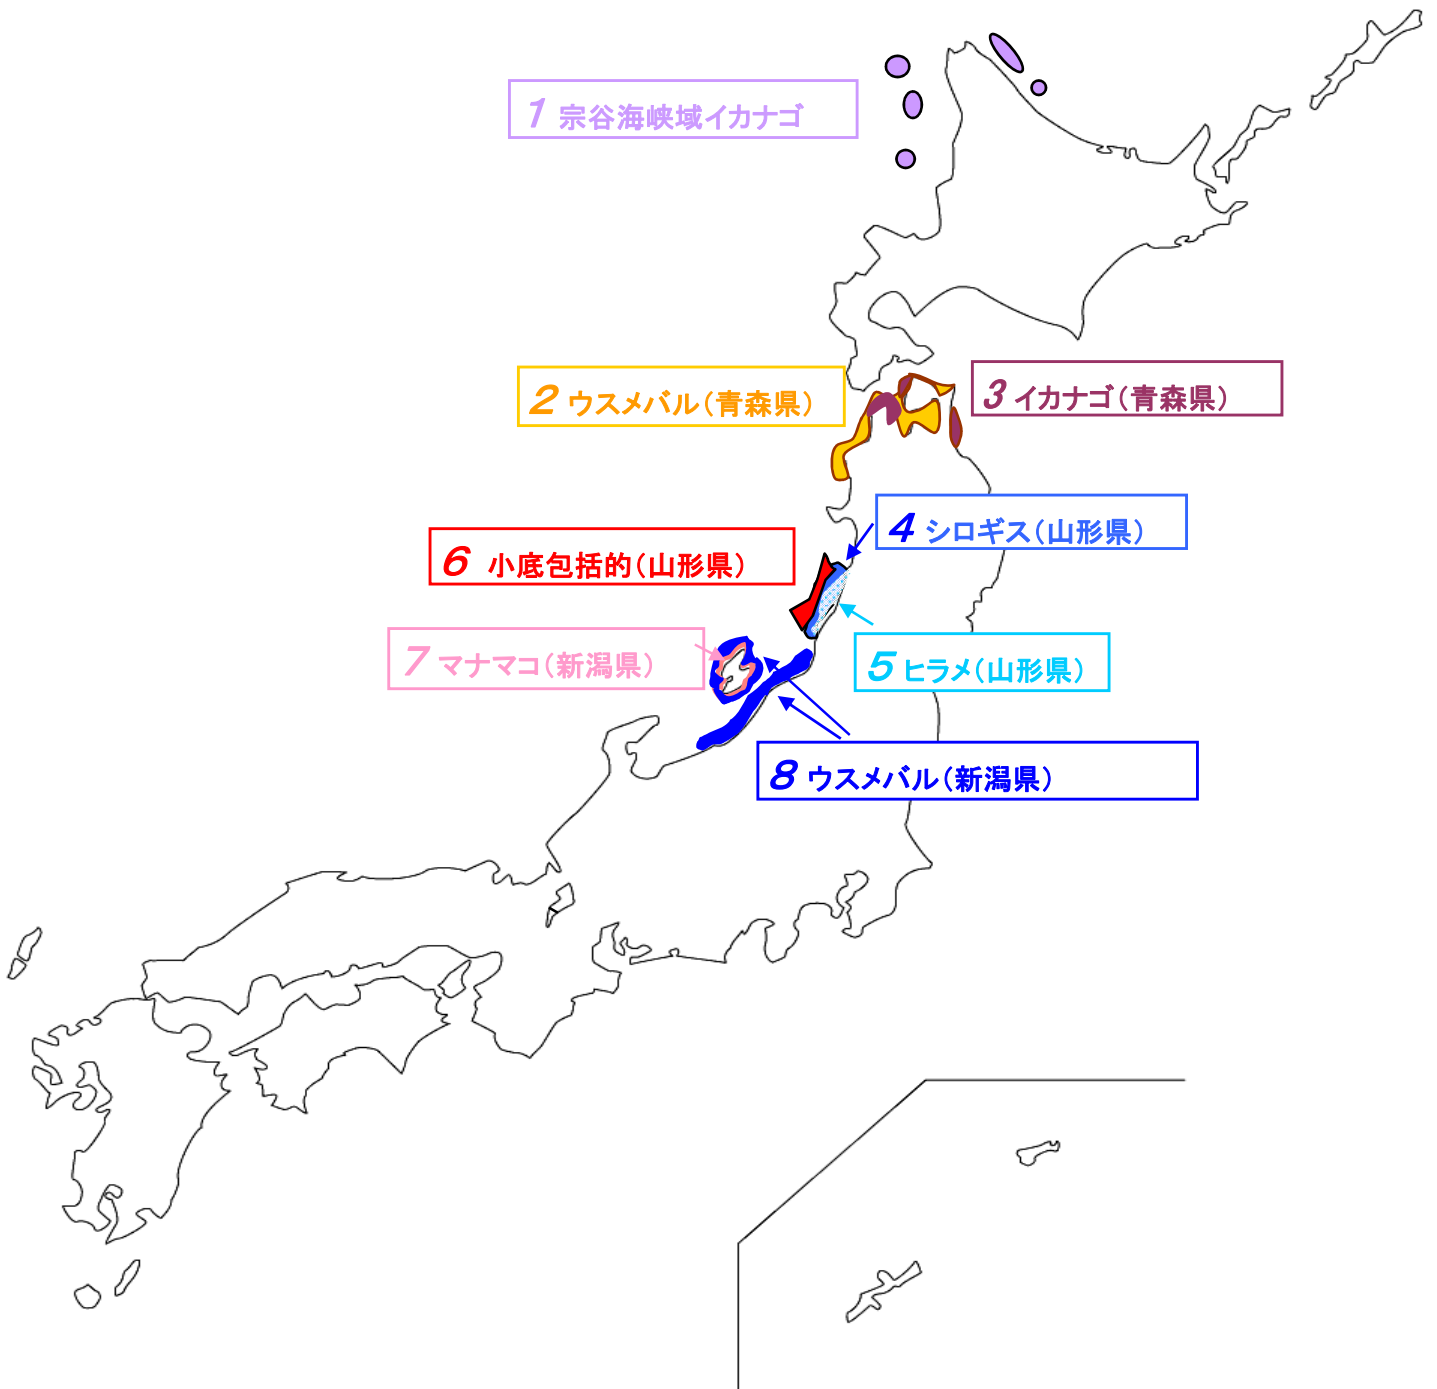 1 宗谷海峡域イカナゴ
2 ウスメバル(青森県)
3 イカナゴ(青森県)
4 シロギス(山形県)
6 小底包括的(山形県)
7 マナマコ(新潟県)
5 ヒラメ(山形県)
8 ウスメバル(新潟県)